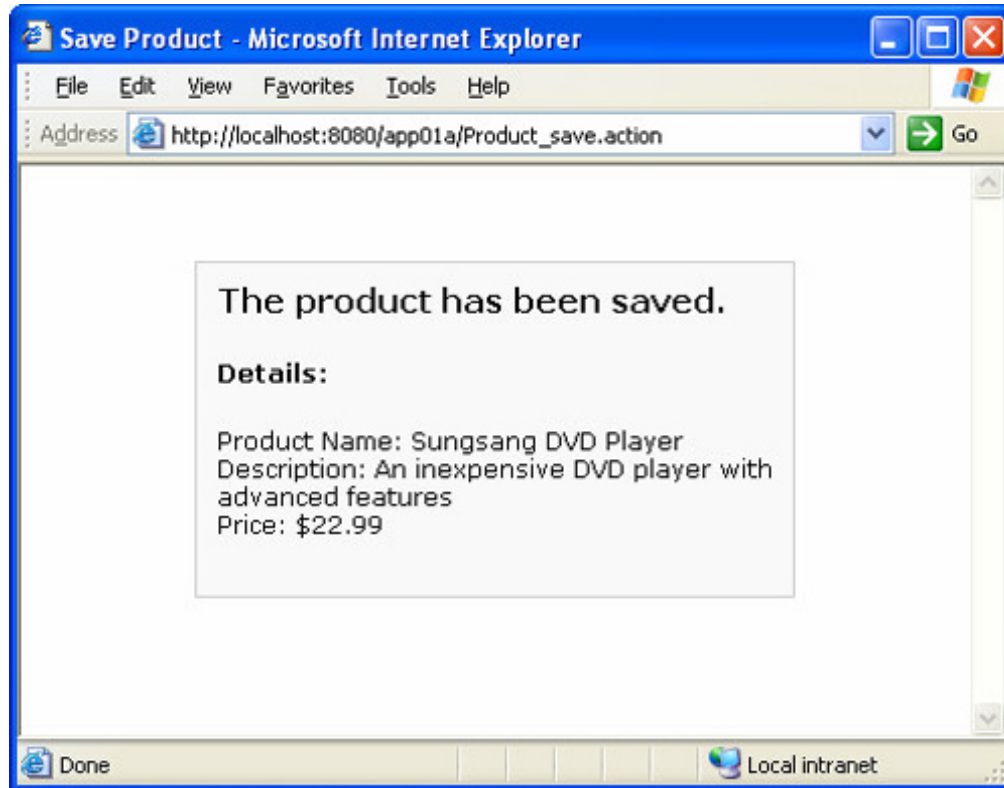 Save Product - Microsoft Internet Explorer
File Edit View Favorites Tools Help
Address http://localhost:8080/app01a/Product_save.action Go
The product has been saved.
Details:
Product Name: Sungsang DVD Player
Description: An inexpensive DVD player with
advanced features
Price: $22.99
Done Local intranet